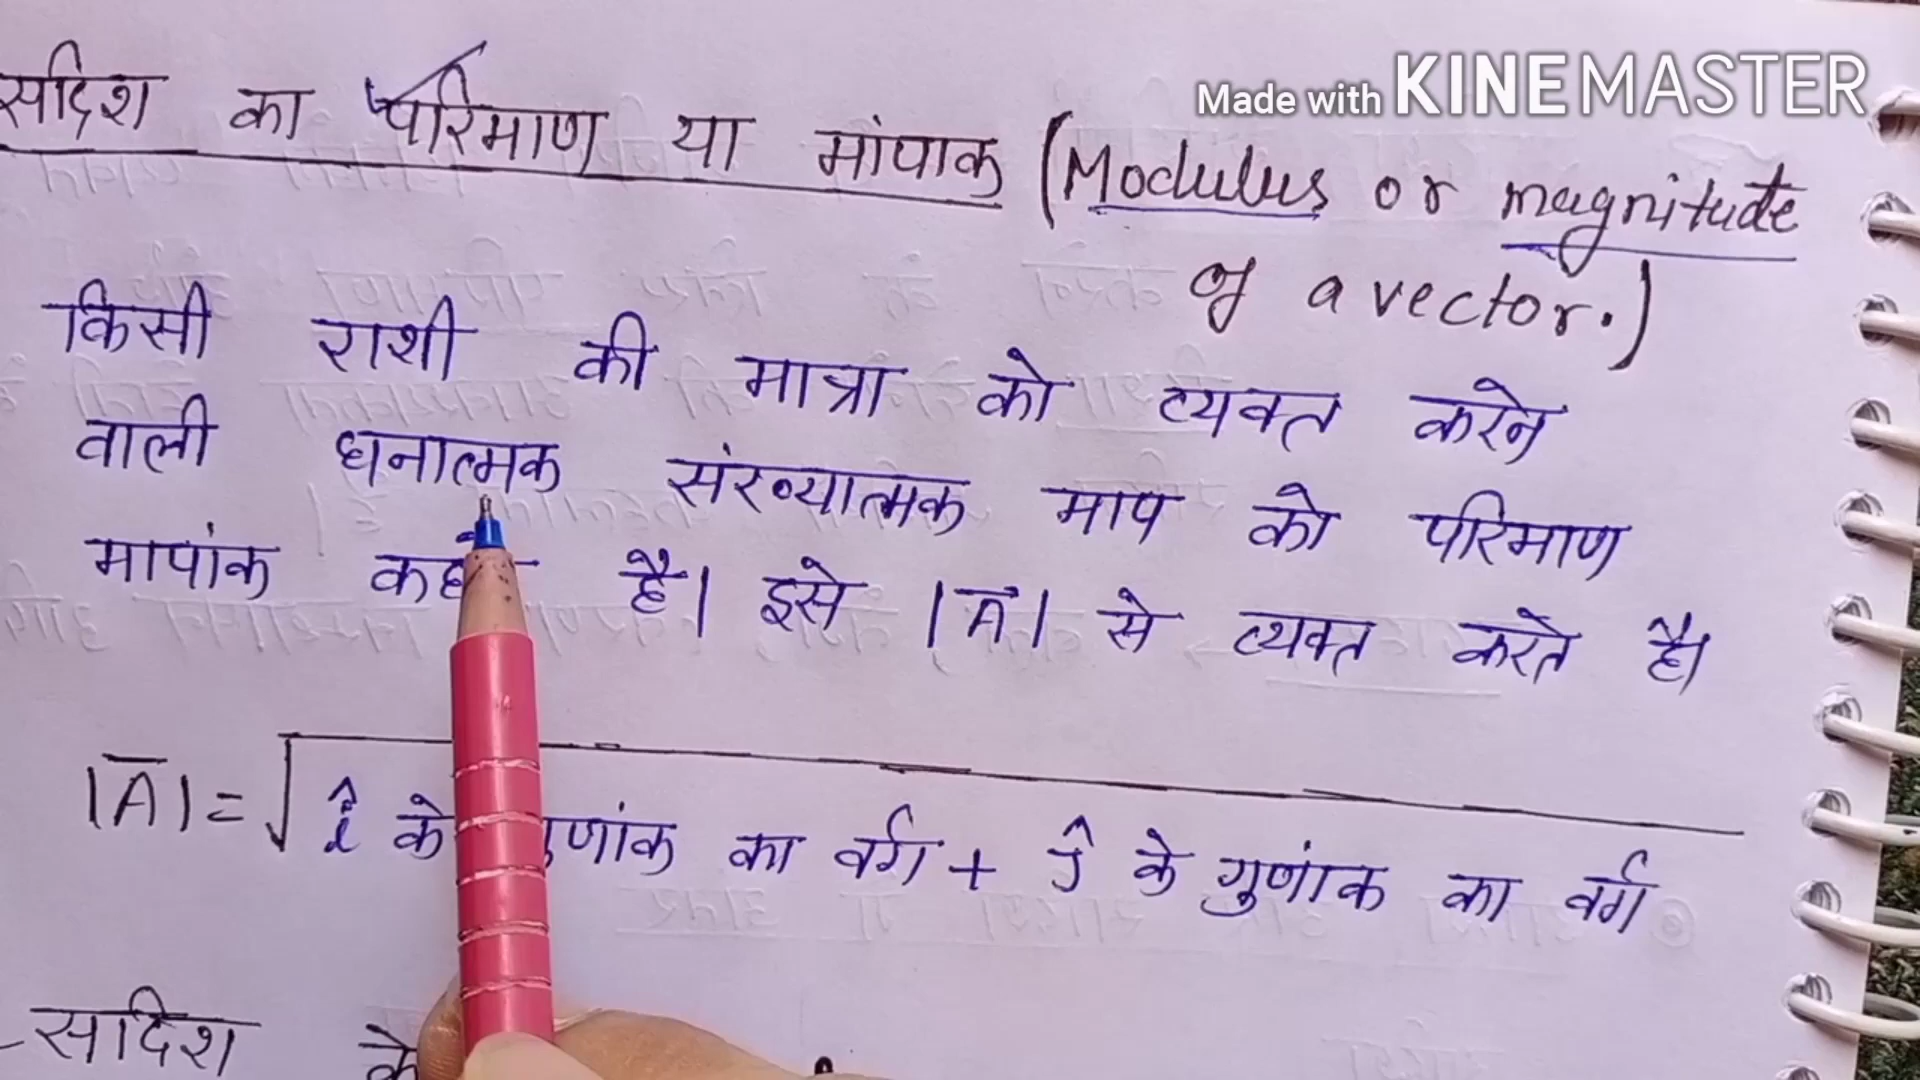 Made with KINEMASTER
सदिश का परिमाण या मांपाक (Modulus or magnitude
of a vector.)
किसी राशी की मात्रा को व्यक्त करने
वाली धनात्मक संख्यात्मक माप को परिमाण
मापांक कहते है। इसे |A| से व्यक्त करते है।
|A| = √ î के गुणांक का वर्ग + ĵ के गुणांक का वर्ग
सादिश के